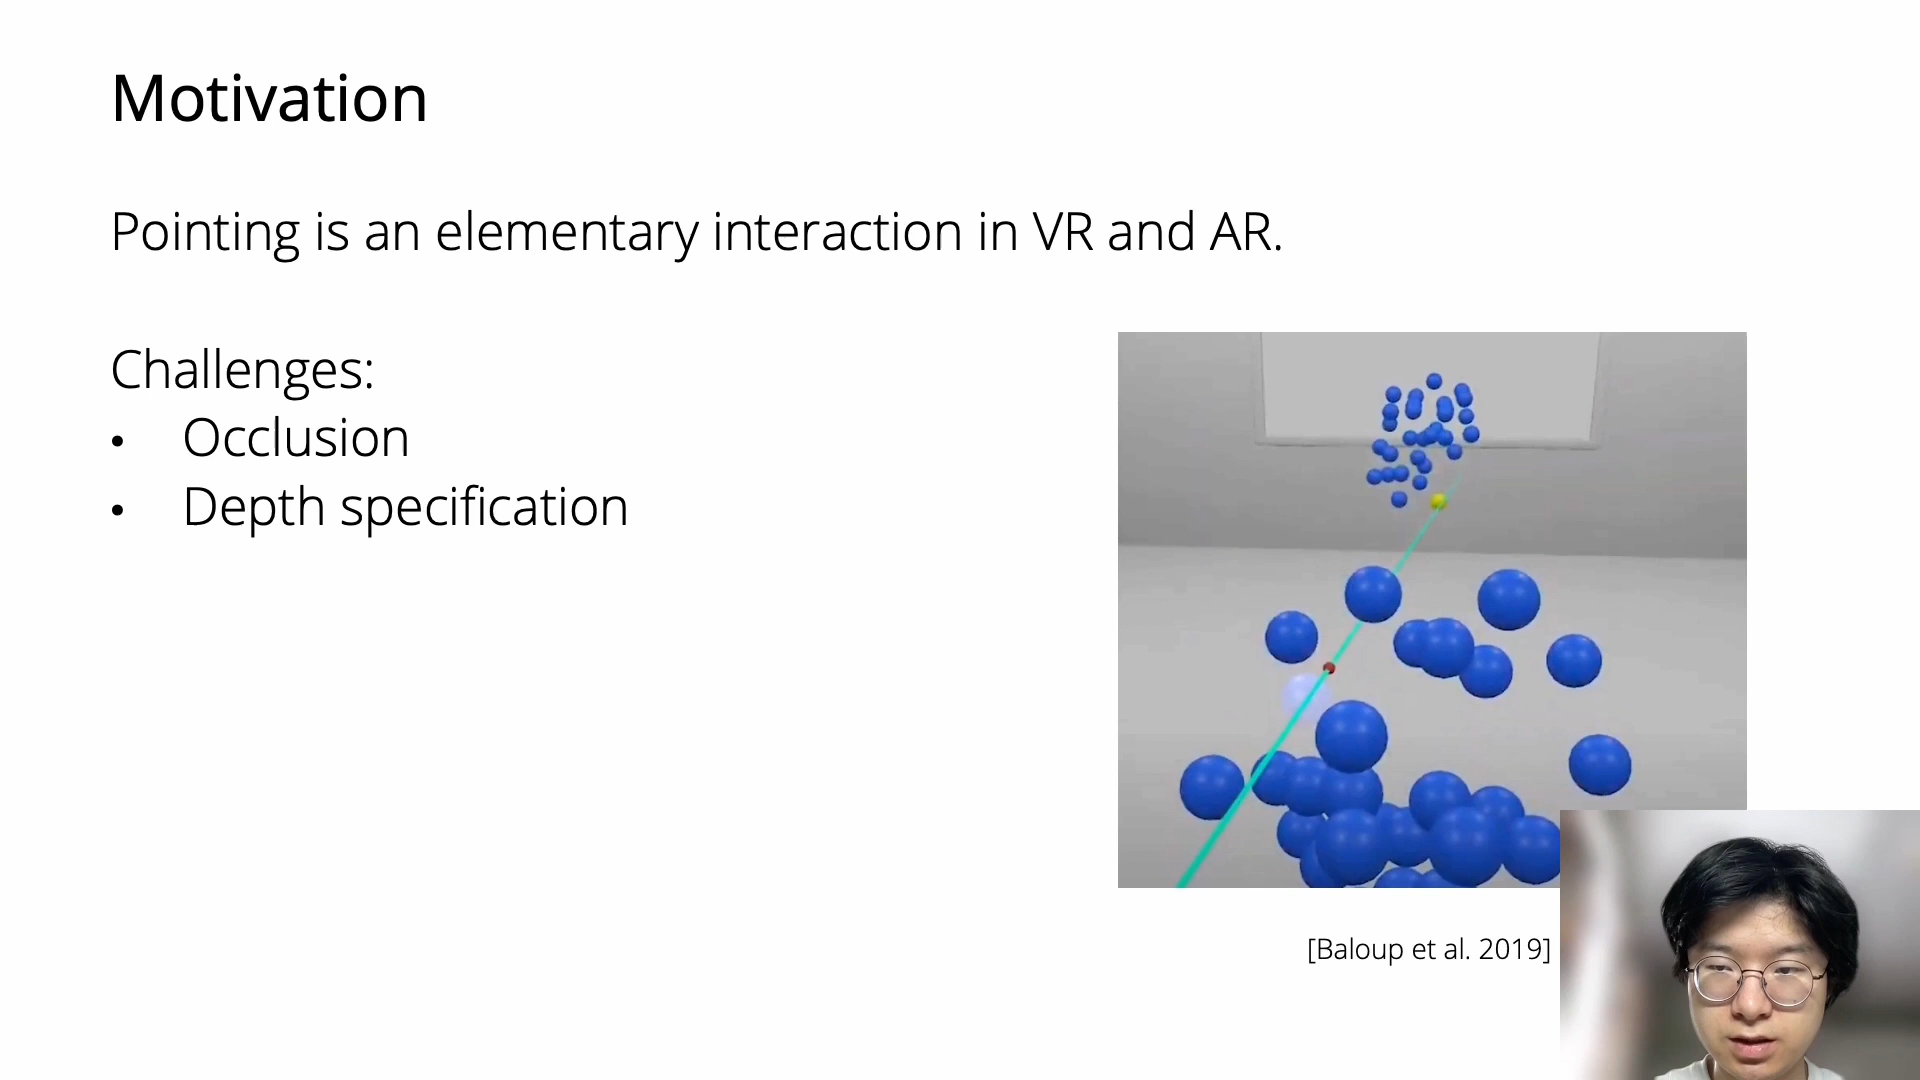 Motivation
Pointing is an elementary interaction in VR and AR.
Challenges:
• Occlusion
• Depth specification
[Baloup et al. 2019]